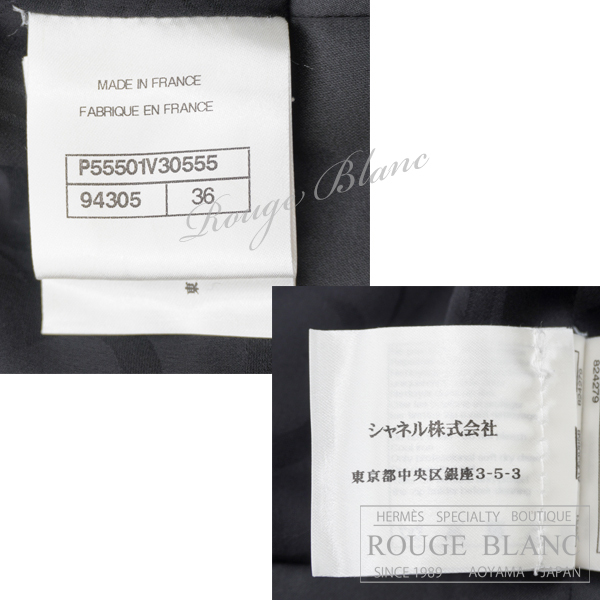 MADE IN FRANCE
FABRIQUE EN FRANCE
P55501V30555
94305 36
Rouge Blanc
シャネル株式会社
東京都中央区銀座3-5-3
824279
HERMÈS SPECIALTY BOUTIQUE
ROUGE BLANC
SINCE 1989 AOYAMA JAPAN